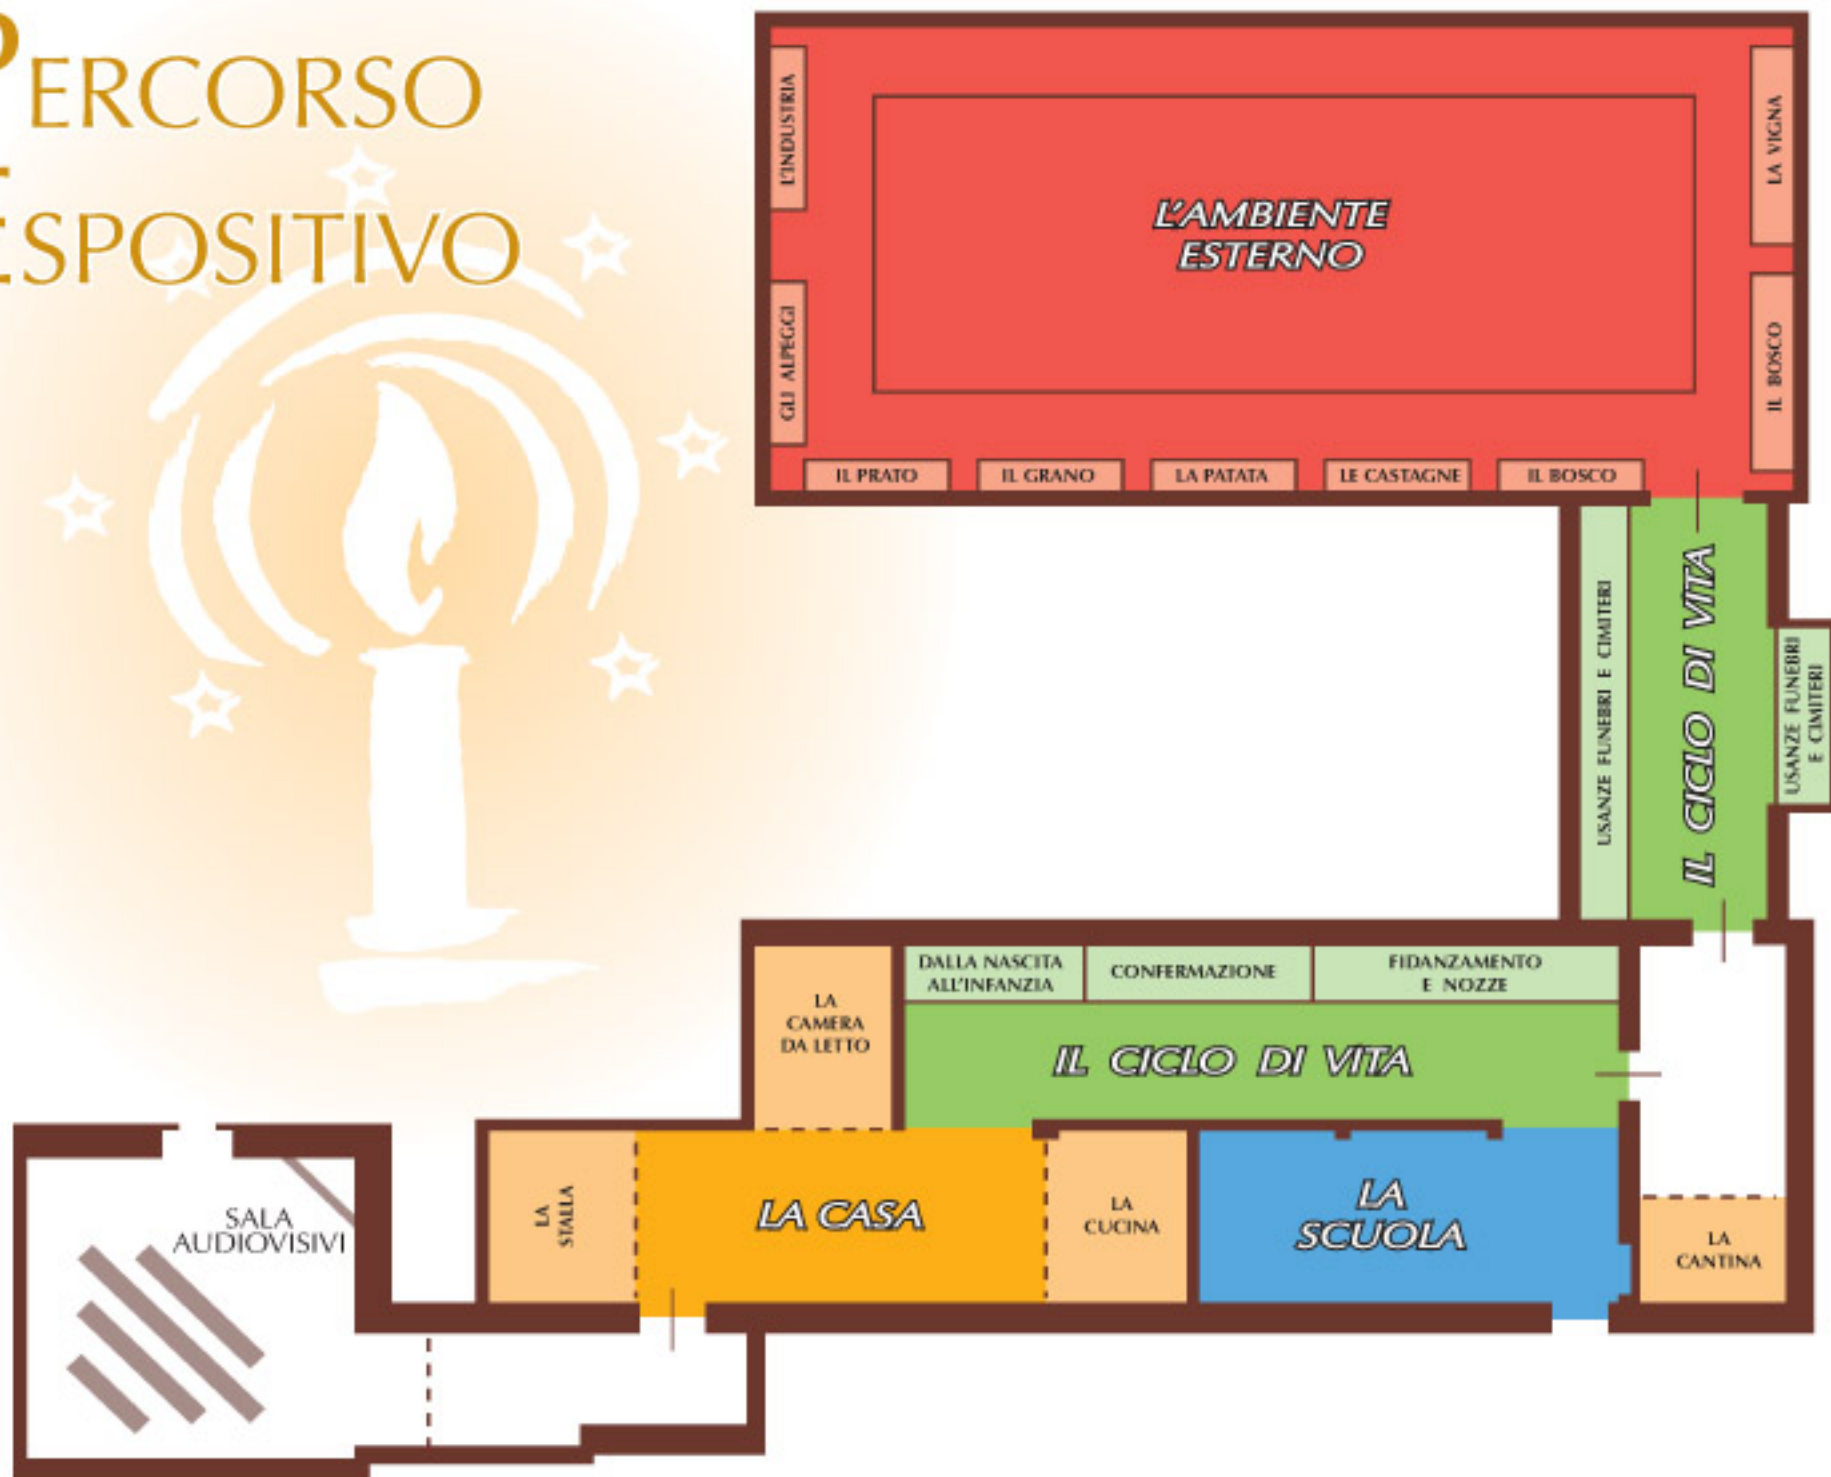 PERCORSO
ESPOSITIVO
L'INDUSTRIA
GLI ALPEGGI
L'AMBIENTE
ESTERNO
LA VIGNA
IL BOSCO
IL PRATO
IL GRANO
LA PATATA
LE CASTAGNE
IL BOSCO
USANZE FUNEBRI E CIMITERI
IL CICLO DI VITA
USANZE FUNEBRI
E CIMITERI
LA
CAMERA
DA LETTO
DALLA NASCITA
ALL'INFANZIA
CONFERMAZIONE
FIDANZAMENTO
E NOZZE
IL CICLO DI VITA
SALA
AUDIOVISIVI
LA
STALLA
LA CASA
LA
CUCINA
LA
SCUOLA
LA
CANTINA